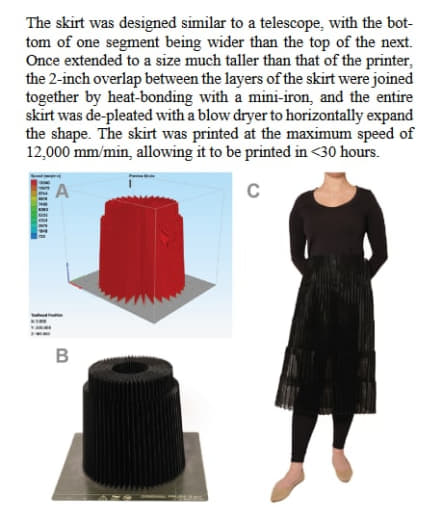 The skirt was designed similar to a telescope, with the bot-
tom of one segment being wider than the top of the next.
Once extended to a size much taller than that of the printer,
the 2-inch overlap between the layers of the skirt were joined
together by heat-bonding with a mini-iron, and the entire
skirt was de-pleated with a blow dryer to horizontally expand
the shape. The skirt was printed at the maximum speed of
12,000 mm/min, allowing it to be printed in <30 hours.
A
C
B